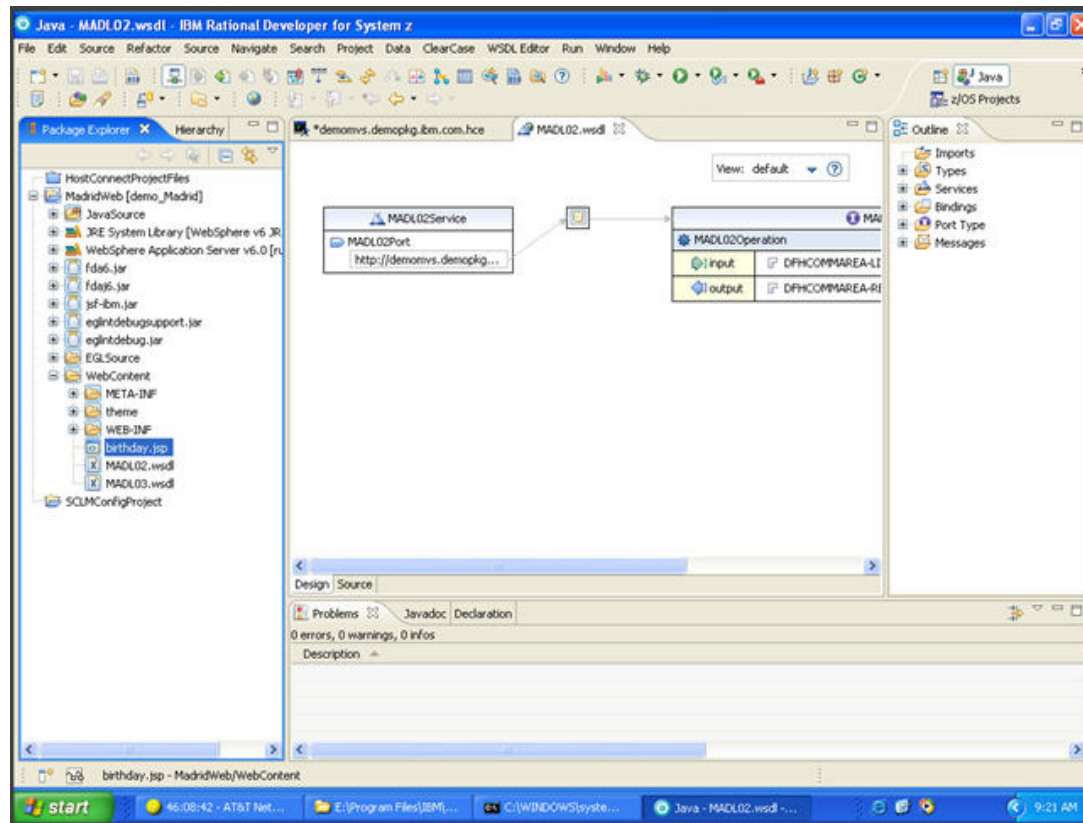 Java - MADL02.wsdl - IBM Rational Developer for System z
File Edit Source Refactor Source Navigate Search Project Data ClearCase WSDL Editor Run Window Help
Java
z/OS Projects
Package Explorer
Hierarchy
*demomvs.demopkg.ibm.com.hce
MADL02.wsdl
Outline
View: default
HostConnectProjectFiles
MadridWeb [demo_Madrid]
JavaSource
JRE System Library [WebSphere v6 JR
WebSphere Application Server v6.0 [ru
fda6.jar
fdaj6.jar
jsf-ibm.jar
eglintdebugsupport.jar
eglintdebug.jar
EGLSource
WebContent
META-INF
theme
WEB-INF
birthday.jsp
MADL02.wsdl
MADL03.wsdl
SCLMConfigProject
MADL02Service
MADL02Port
http://demomvs.demopkg...
MAI
MADL02Operation
input DFHCOMMAREA-LI
output DFHCOMMAREA-RE
Imports
Types
Services
Bindings
Port Type
Messages
Design Source
Problems Javadoc Declaration
0 errors, 0 warnings, 0 infos
Description
birthday.jsp - MadridWeb/WebContent
start
46:08:42 - AT&T Net...
E:\Program Files\IBM\...
C:\WINDOWS\syste...
Java - MADL02.wsdl -...
9:21 AM